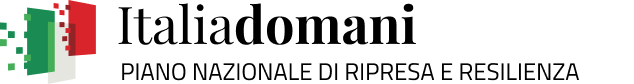 Italiadomani
PIANO NAZIONALE DI RIPRESA E RESILIENZA